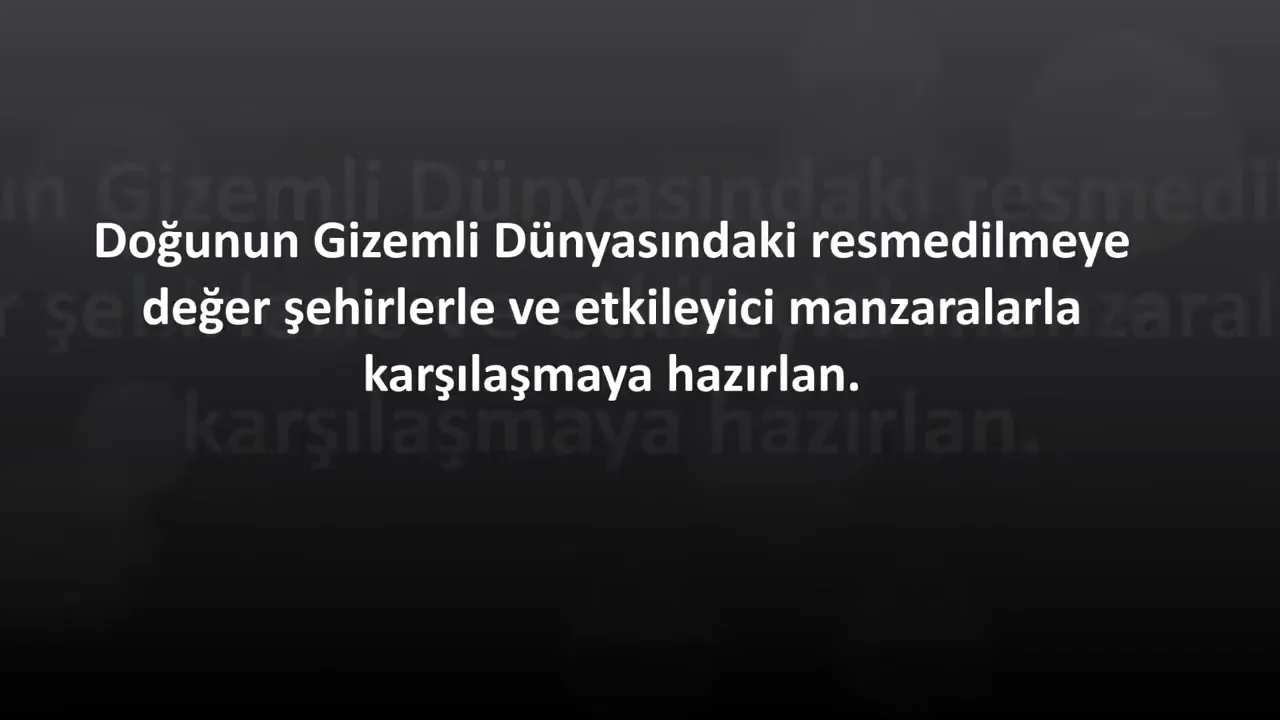 Doğunun Gizemli Dünyasındaki resmedilmeye
değer şehirlerle ve etkileyici manzaralarla
karşılaşmaya hazırlan.